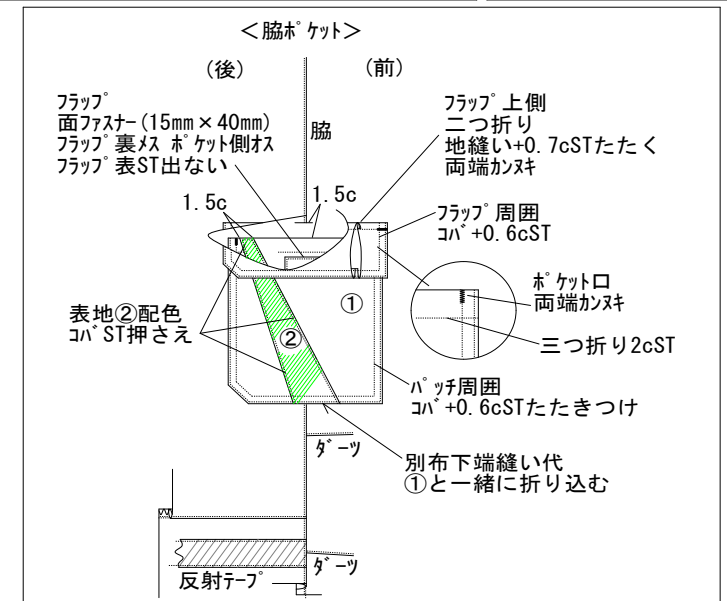 ＜脇ﾎﾟｹｯﾄ＞
(後)
(前)
ﾌﾗｯﾌﾟ
面ﾌｧｽﾅｰ(15mm×40mm)
ﾌﾗｯﾌﾟ裏ﾒｽ ﾎﾟｹｯﾄ側ｵｽ
ﾌﾗｯﾌﾟ表ST出ない
脇
ﾌﾗｯﾌﾟ上側
二つ折り
地縫い+0.7cSTたたく
両端ｶﾝﾇｷ
1.5c
1.5c
ﾌﾗｯﾌﾟ周囲
ｺﾊﾞ+0.6cST
ﾎﾟｹｯﾄ口
両端ｶﾝﾇｷ
三つ折り2cST
表地②配色
ｺﾊﾞST押さえ
①
②
ﾊﾟｯﾁ周囲
ｺﾊﾞ+0.6cSTたたきつけ
ﾀﾞｰﾂ
別布下端縫い代
①と一緒に折り込む
反射ﾃｰﾌﾟ
ﾀﾞｰﾂ